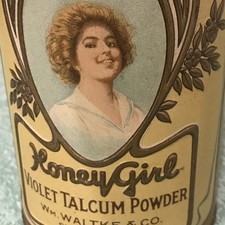 Honey Girl
VIOLET TALCUM POWDER
WM. WALTKE & CO.